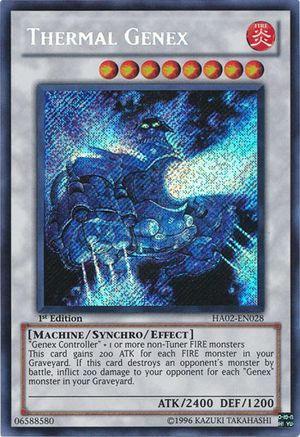 THERMAL GENEX
FIRE
炎
1st Edition
HA02-EN028
[MACHINE/SYNCHRO/EFFECT]
"Genex Controller" + 1 or more non-Tuner FIRE monsters
This card gains 200 ATK for each FIRE monster in your
Graveyard. If this card destroys an opponent's monster by
battle, inflict 200 damage to your opponent for each "Genex"
monster in your Graveyard.
ATK/2400 DEF/1200
06588580
©1996 KAZUKI TAKAHASHI